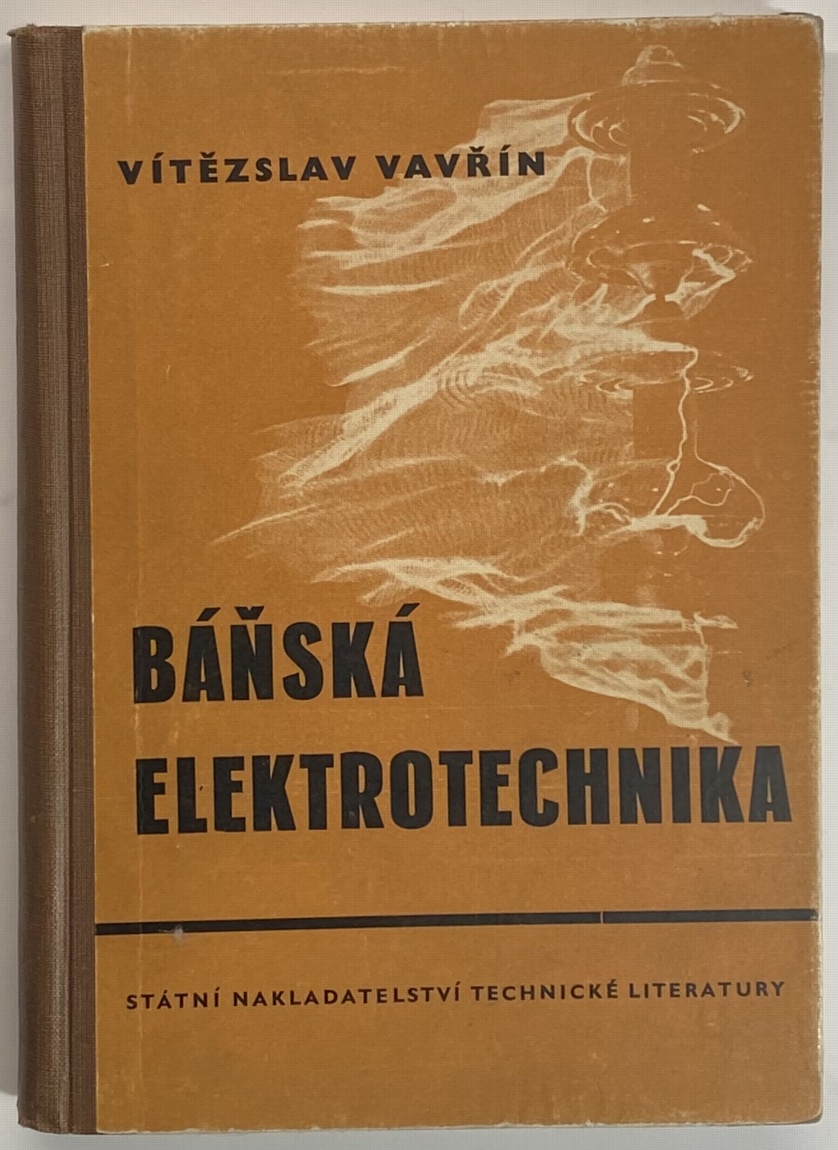 VÍTĚZSLAV VAVŘÍN
BÁŇSKÁ
ELEKTROTECHNIKA
STÁTNÍ NAKLADATELSTVÍ TECHNICKÉ LITERATURY